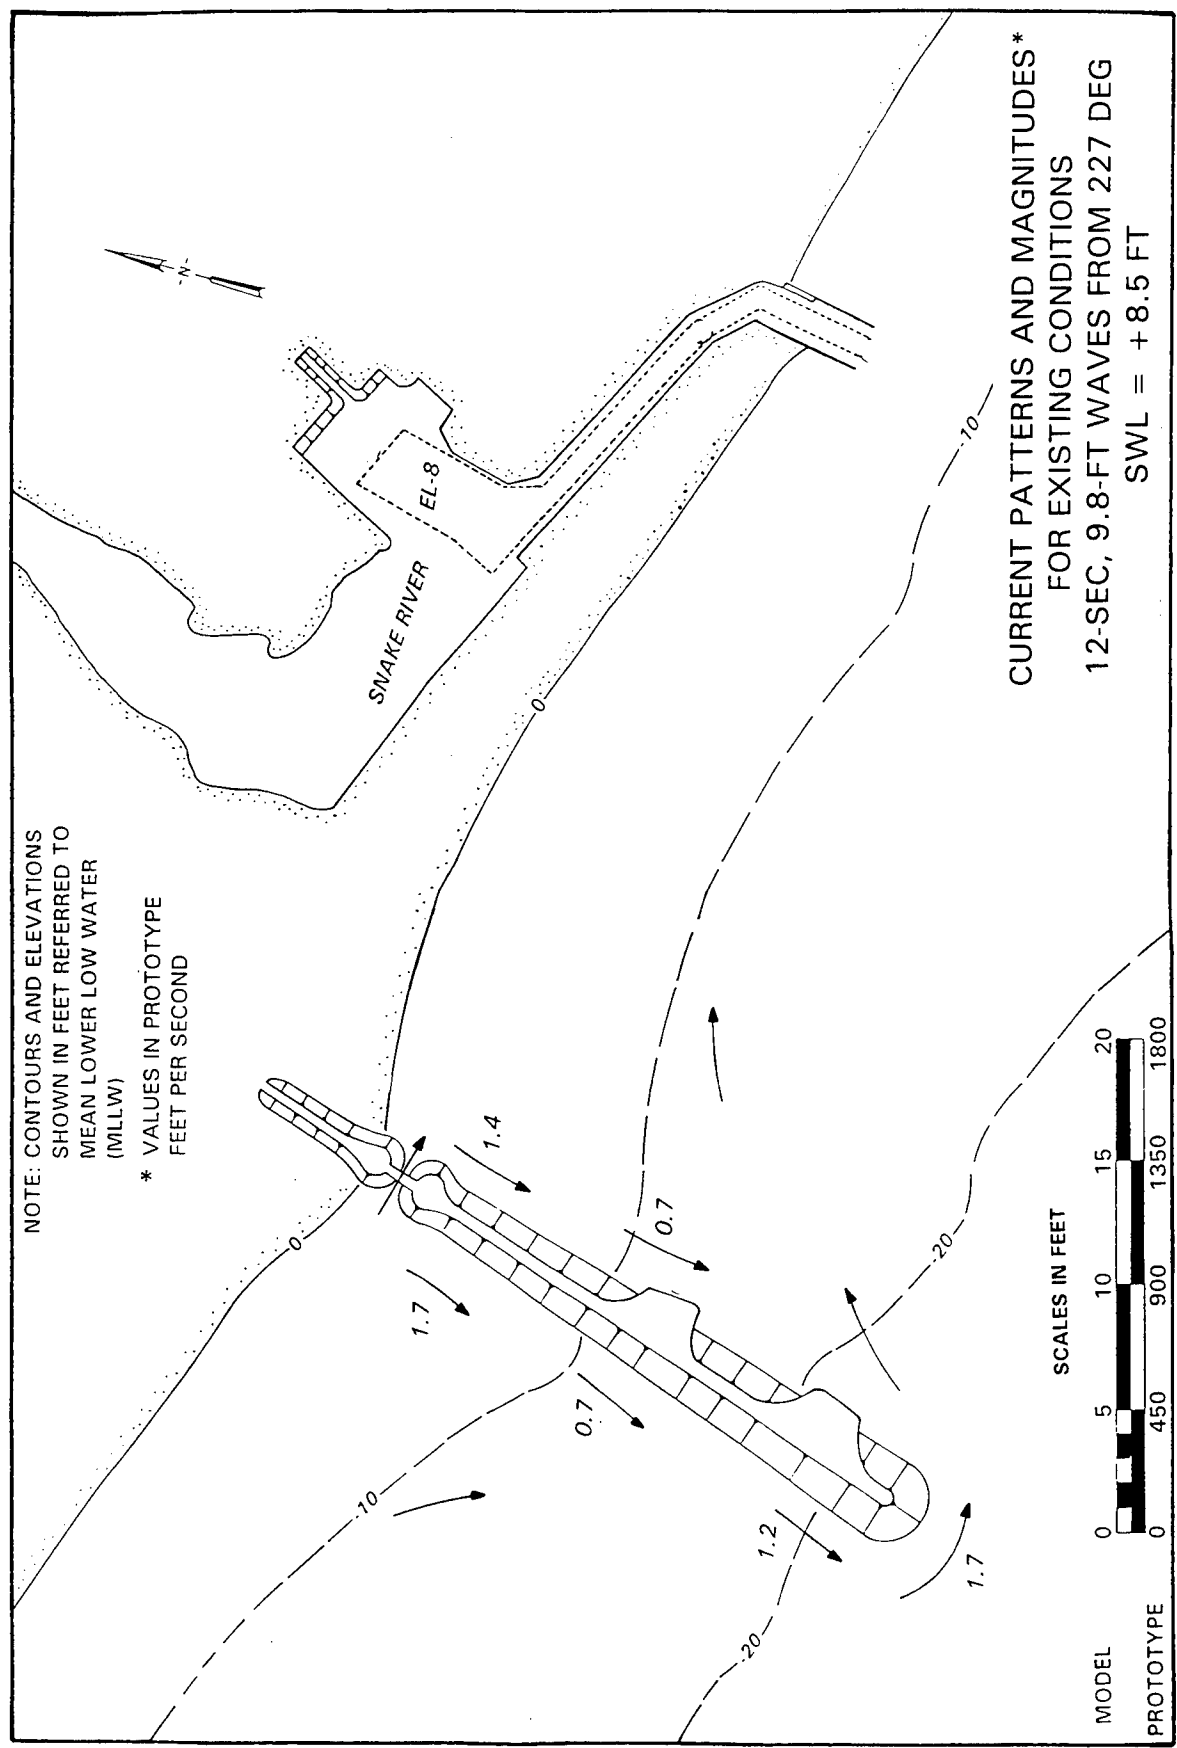 NOTE: CONTOURS AND ELEVATIONS
SHOWN IN FEET REFERRED TO
MEAN LOWER LOW WATER
(MLLW)
* VALUES IN PROTOTYPE
FEET PER SECOND
N
SNAKE RIVER
EL-8
0
0
-10
-10
-20
-20
1.7
1.4
0.7
0.7
1.2
1.7
SCALES IN FEET
MODEL 0 5 10 15 20
PROTOTYPE 0 450 900 1350 1800
CURRENT PATTERNS AND MAGNITUDES*
FOR EXISTING CONDITIONS
12-SEC, 9.8-FT WAVES FROM 227 DEG
SWL = +8.5 FT